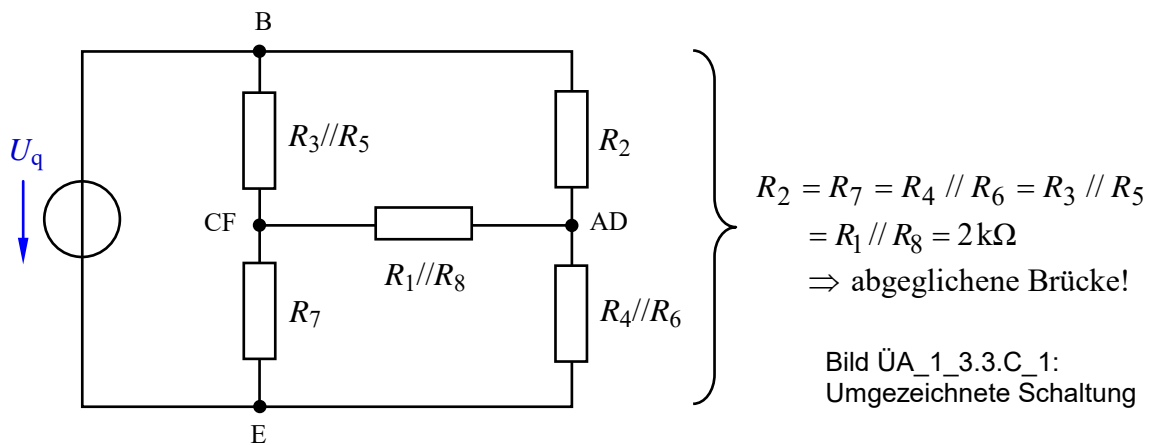 B
U_q
R_3//R_5
R_2
CF
AD
R_1//R_8
R_7
R_4//R_6
E
R_2 = R_7 = R_4 // R_6 = R_3 // R_5
= R_1 // R_8 = 2 kΩ
⇒ abgeglichene Brücke!
Bild ÜA_1_3.3.C_1:
Umgezeichnete Schaltung